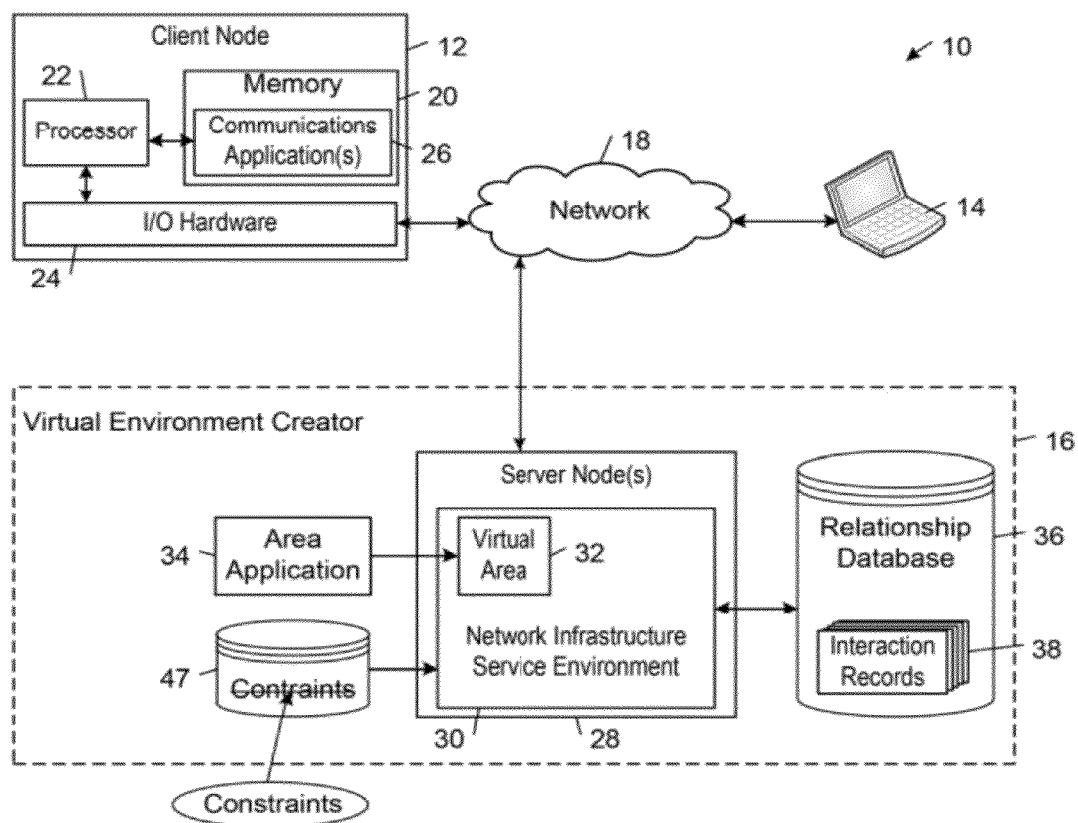 Client Node
12
10
22
Memory
20
Processor
Communications
Application(s)
26
18
Network
14
I/O Hardware
24
Virtual Environment Creator
16
Server Node(s)
34
Area
Application
Virtual
Area
32
Relationship
Database
36
Network Infrastructure
Service Environment
47
Contraints
Interaction
Records
38
30
28
Constraints